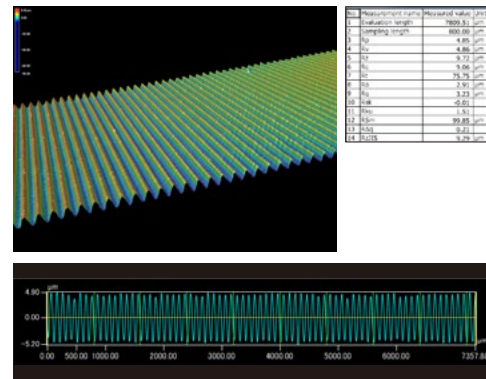 No. Measurement name Measured value Unit
1 Evaluation length 7809.51 μm
2 Sampling length 800.00 μm
3 Rp 4.85 μm
4 Rv 4.86 μm
5 Rz 9.72 μm
6 Rc 9.06 μm
7 Rt 75.75 μm
8 Ra 2.91 μm
9 Rq 3.23 μm
10 Rsk -0.01
11 Rku 1.51
12 RSm 99.85 μm
13 RΔq 0.21
14 RzJIS 9.29 μm
4.90 μm
0.00
-5.20
0.00 500.00 1000.00 2000.00 3000.00 4000.00 5000.00 6000.00 7357.88
μm